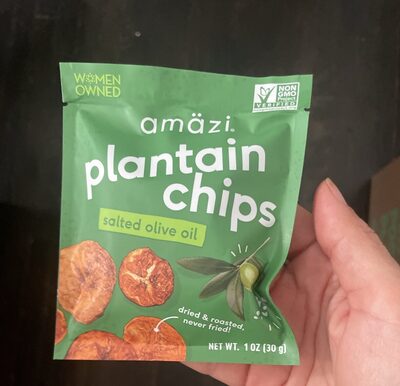 WOMEN
OWNED
NON
GMO
Project
VERIFIED
amäzi
plantain
chips
salted olive oil
dried & roasted,
never fried!
NET WT. 1 OZ (30 g)